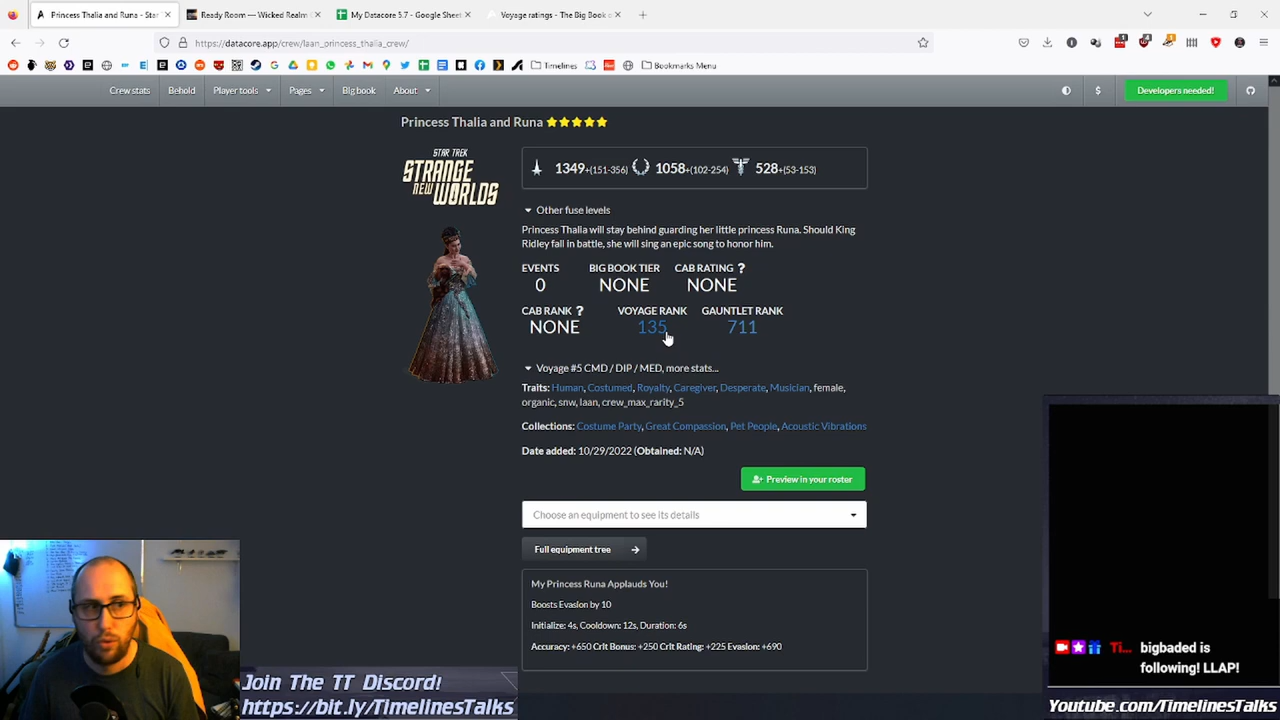 Princess Thalia and Runa - Star
Ready Room — Wicked Realm C
My Datacore 5.7 - Google Sheet
Voyage ratings - The Big Book o
https://datacore.app/crew/laan_princess_thalia_crew/
Timelines
Bookmarks Menu
Crew stats
Behold
Player tools
Pages
Big book
About
$
Developers needed!
Princess Thalia and Runa
STAR TREK
STRANGE
NEW WORLDS
1349 +(151-356) 1058 +(102-254) 528 +(53-153)
Other fuse levels
Princess Thalia will stay behind guarding her little princess Runa. Should King
Ridley fall in battle, she will sing an epic song to honor him.
EVENTS BIG BOOK TIER CAB RATING ?
0 NONE NONE
CAB RANK ? VOYAGE RANK GAUNTLET RANK
NONE 135 711
Voyage #5 CMD / DIP / MED, more stats...
Traits: Human, Costumed, Royalty, Caregiver, Desperate, Musician, female,
organic, snw, laan, crew_max_rarity_5
Collections: Costume Party, Great Compassion, Pet People, Acoustic Vibrations
Date added: 10/29/2022 (Obtained: N/A)
Preview in your roster
Choose an equipment to see its details
Full equipment tree
My Princess Runa Applauds You!
Boosts Evasion by 10
Initialize: 4s, Cooldown: 12s, Duration: 6s
Accuracy: +650 Crit Bonus: +250 Crit Rating: +225 Evasion: +690
Ti... bigbaded is
following! LLAP!
Join The TT Discord!
https://bit.ly/TimelinesTalks
Youtube.com/TimelinesTalks